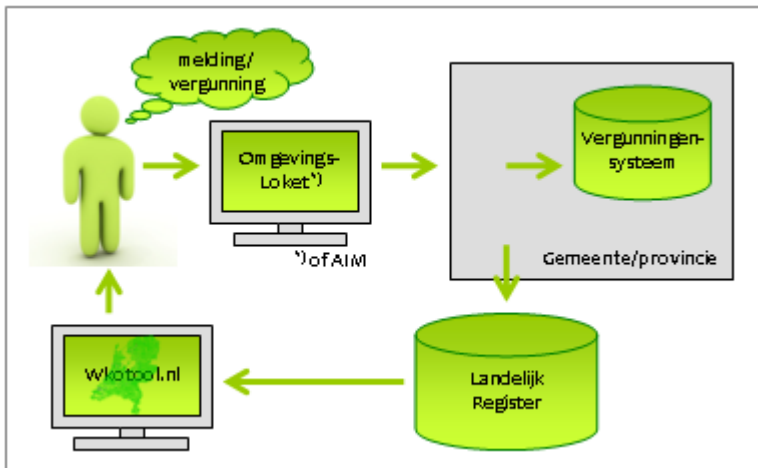 melding/
vergunning
Omgevings-
Loket*)
*) of AIM
Vergunningen-
systeem
Gemeente/provincie
Landelijk
Register
Wkotool.nl